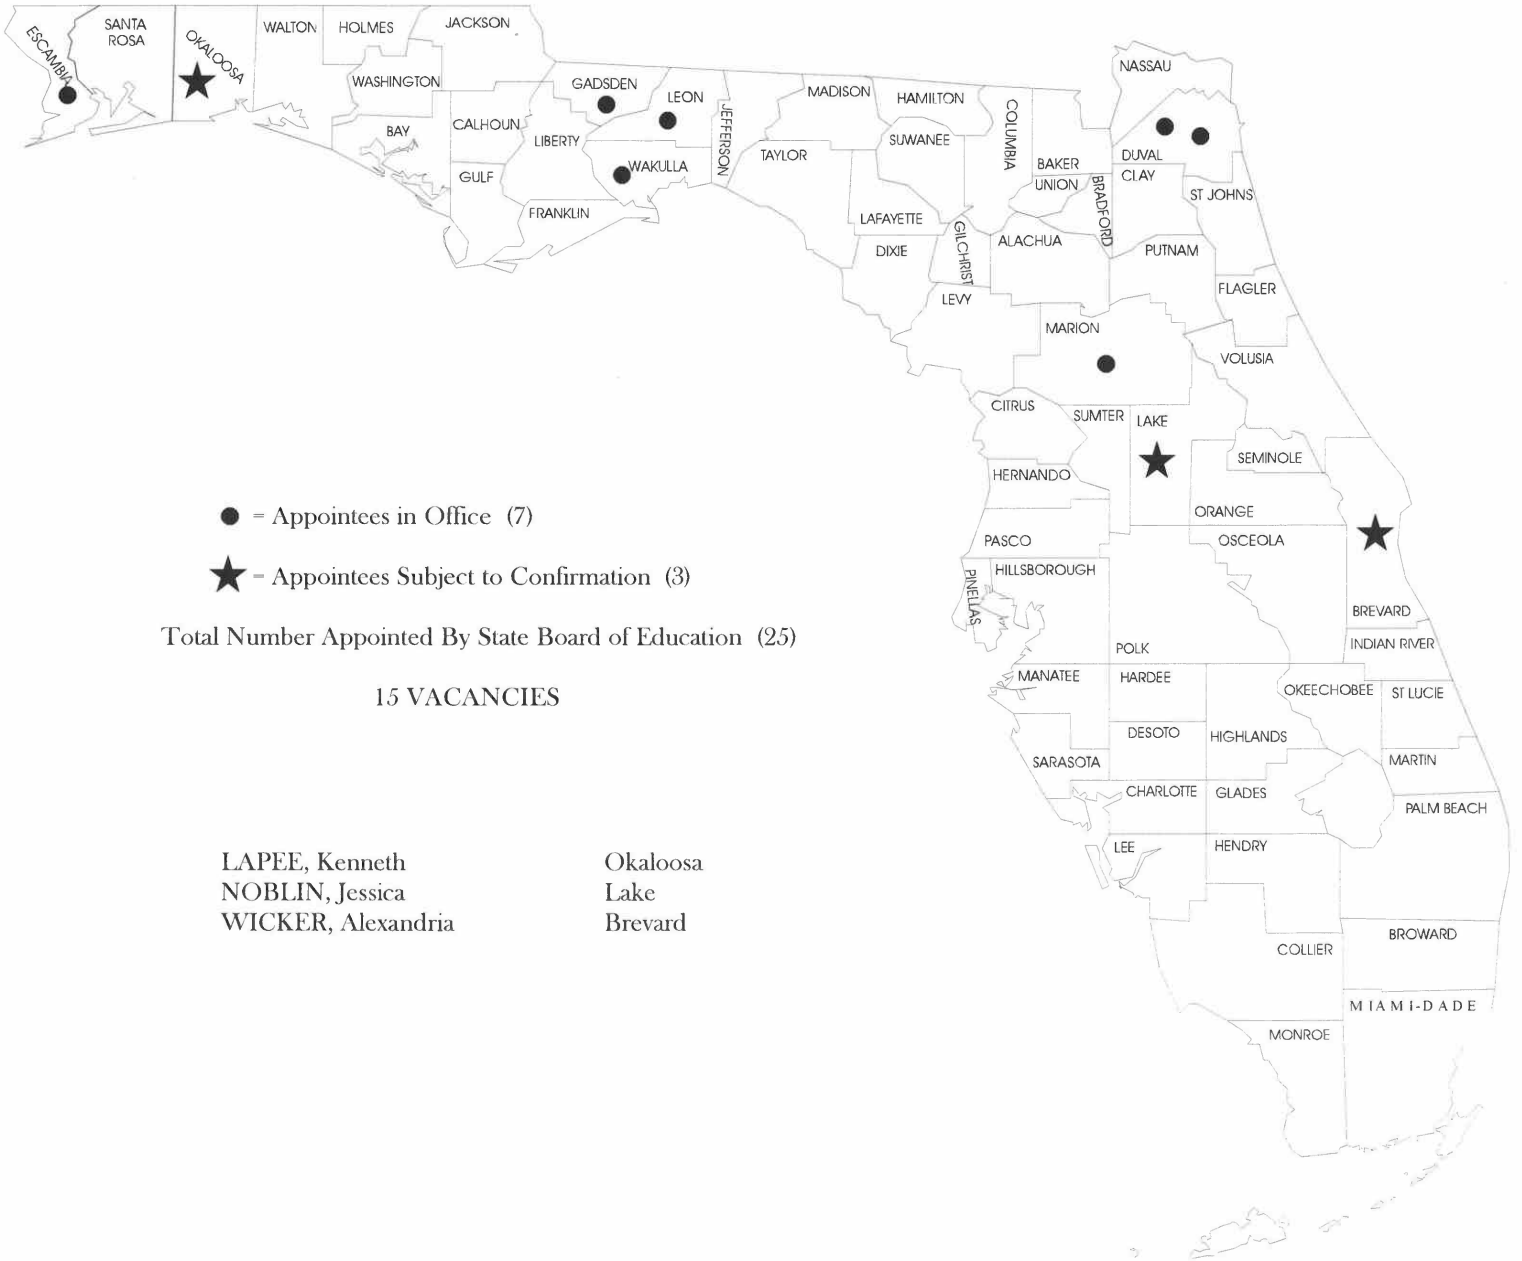 ESCAMBIA
SANTA
ROSA
OKALOOSA
WALTON
HOLMES
JACKSON
WASHINGTON
BAY
CALHOUN
GULF
LIBERTY
GADSDEN
LEON
WAKULLA
FRANKLIN
JEFFERSON
MADISON
TAYLOR
HAMILTON
SUWANEE
LAFAYETTE
DIXIE
COLUMBIA
GILCHRIST
BAKER
UNION
BRADFORD
ALACHUA
LEVY
NASSAU
DUVAL
CLAY
ST JOHNS
PUTNAM
FLAGLER
MARION
VOLUSIA
CITRUS
SUMTER
LAKE
SEMINOLE
HERNANDO
ORANGE
PASCO
OSCEOLA
PINELLAS
HILLSBOROUGH
POLK
BREVARD
INDIAN RIVER
MANATEE
HARDEE
OKEECHOBEE
ST LUCIE
DESOTO
HIGHLANDS
SARASOTA
MARTIN
CHARLOTTE
GLADES
PALM BEACH
LEE
HENDRY
COLLIER
BROWARD
MIAMI-DADE
MONROE
= Appointees in Office (7)
= Appointees Subject to Confirmation (3)
Total Number Appointed By State Board of Education (25)
15 VACANCIES
LAPEE, Kenneth Okaloosa
NOBLIN, Jessica Lake
WICKER, Alexandria Brevard